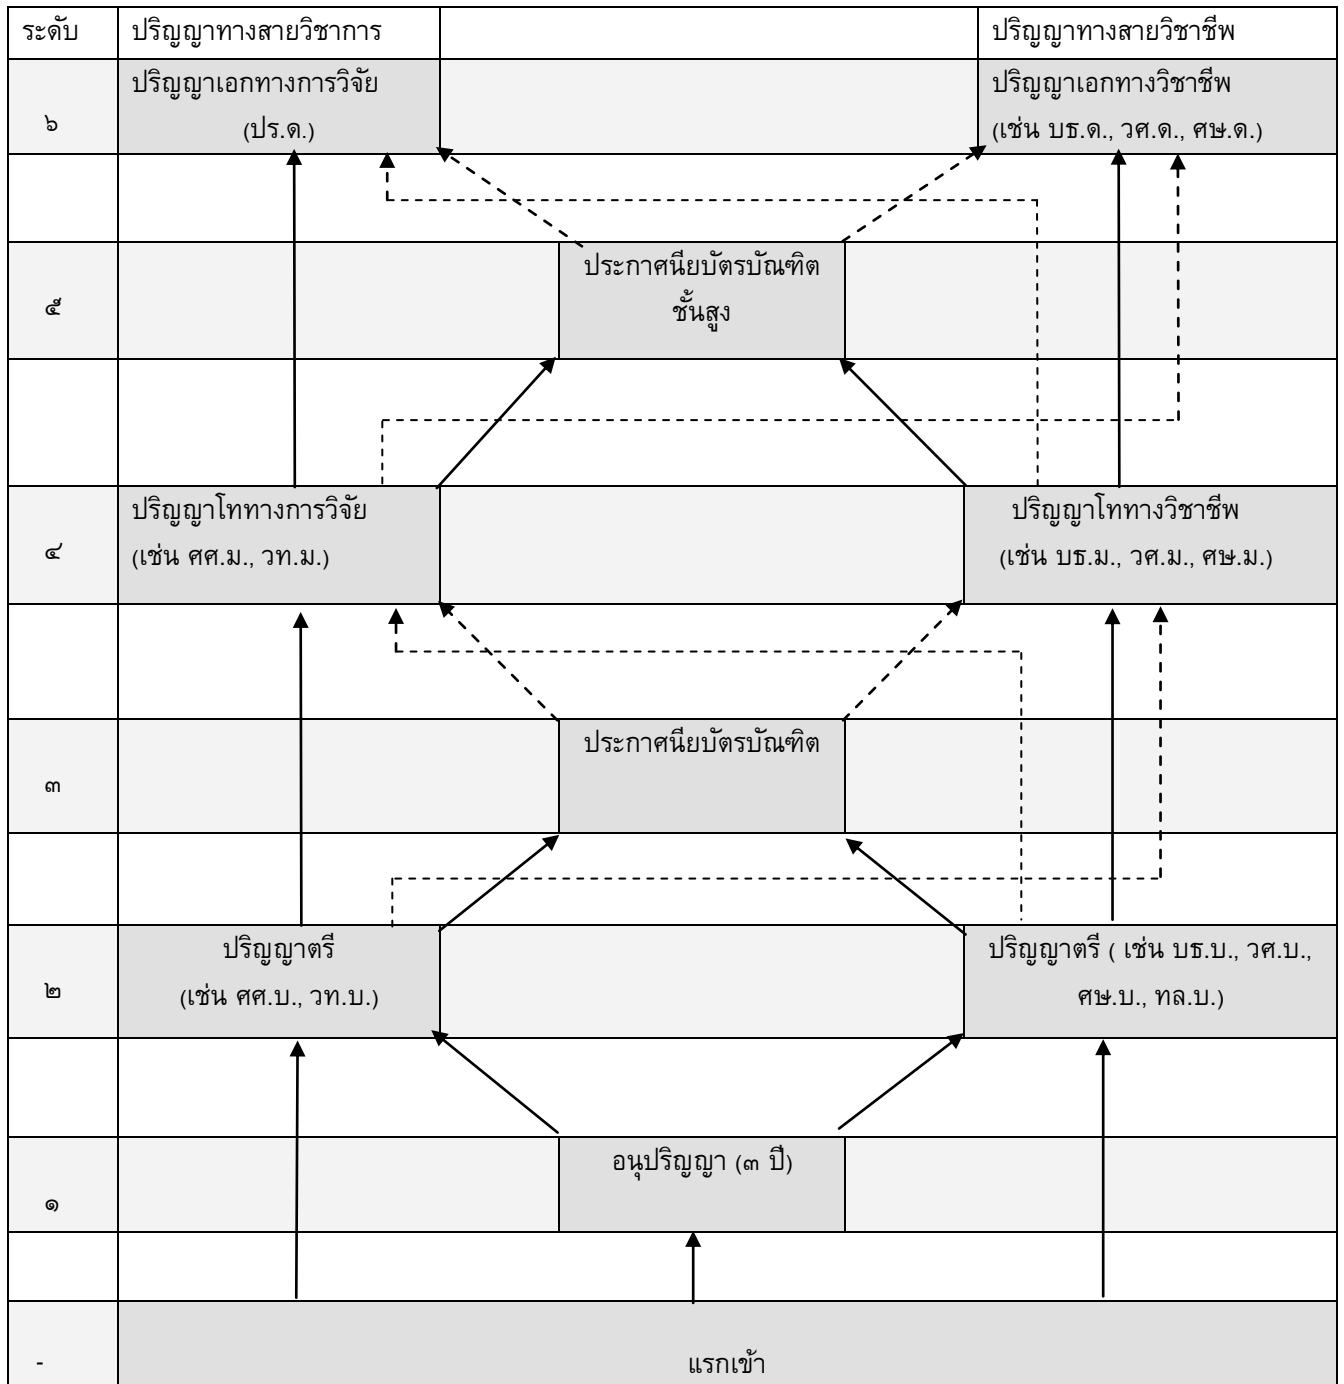 ระดับ ปริญญาทางสายวิชาการ ปริญญาทางสายวิชาชีพ
ปริญญาเอกทางการวิจัย ปริญญาเอกทางวิชาชีพ
๖ (ปร.ด.) (เช่น บธ.ด., วศ.ด., ศษ.ด.)
ประกาศนียบัตรบัณฑิต
๕ ชั้นสูง
ปริญญาโททางการวิจัย ปริญญาโททางวิชาชีพ
๔ (เช่น ศศ.ม., วท.ม.) (เช่น บธ.ม., วศ.ม., ศษ.ม.)
ประกาศนียบัตรบัณฑิต
๓
ปริญญาตรี ปริญญาตรี ( เช่น บธ.บ., วศ.บ.,
๒ (เช่น ศศ.บ., วท.บ.) ศษ.บ., ทล.บ.)
อนุปริญญา (๓ ปี)
๑
- แรกเข้า